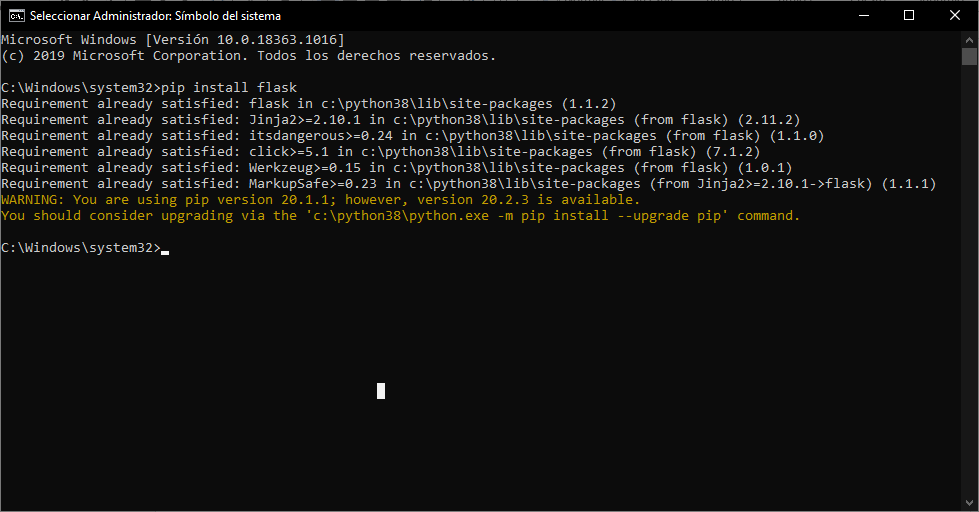 Seleccionar Administrador: Símbolo del sistema
Microsoft Windows [Versión 10.0.18363.1016]
(c) 2019 Microsoft Corporation. Todos los derechos reservados.
C:\Windows\system32>pip install flask
Requirement already satisfied: flask in c:\python38\lib\site-packages (1.1.2)
Requirement already satisfied: Jinja2>=2.10.1 in c:\python38\lib\site-packages (from flask) (2.11.2)
Requirement already satisfied: itsdangerous>=0.24 in c:\python38\lib\site-packages (from flask) (1.1.0)
Requirement already satisfied: click>=5.1 in c:\python38\lib\site-packages (from flask) (7.1.2)
Requirement already satisfied: Werkzeug>=0.15 in c:\python38\lib\site-packages (from flask) (1.0.1)
Requirement already satisfied: MarkupSafe>=0.23 in c:\python38\lib\site-packages (from Jinja2>=2.10.1->flask) (1.1.1)
WARNING: You are using pip version 20.1.1; however, version 20.2.3 is available.
You should consider upgrading via the 'c:\python38\python.exe -m pip install --upgrade pip' command.
C:\Windows\system32>